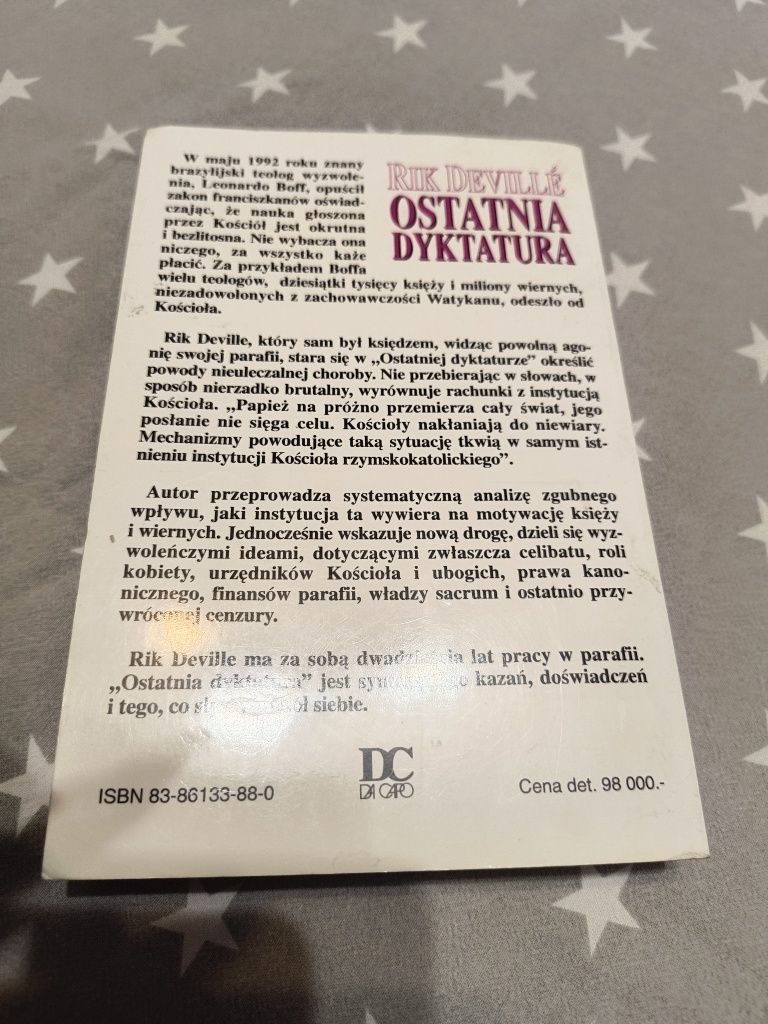 W maju 1992 roku znany
brazylijski teolog wyzwole-
nia, Leonardo Boff, opuścił
zakon franciszkanów oświad-
czając, że nauka głoszona
przez Kościół jest okrutna
i bezlitosna. Nie wybacza ona
niczego, za wszystko każe
płacić. Za przykładem Boffa
RIK DEVILLÉ
OSTATNIA
DYKTATURA
wielu teologów, dziesiątki tysięcy księży i miliony wiernych,
niezadowolonych z zachowawczości Watykanu, odeszło od
Kościoła.
Rik Deville, który sam był księdzem, widząc powolną ago-
nię swojej parafii, stara się w „Ostatniej dyktaturze” określić
powody nieuleczalnej choroby. Nie przebierając w słowach, w
sposób nierzadko brutalny, wyrównuje rachunki z instytucją
Kościoła. „Papież na próżno przemierza cały świat, jego
posłanie nie sięga celu. Kościoły nakłaniają do niewiary.
Mechanizmy powodujące taką sytuację tkwią w samym ist-
nieniu instytucji Kościoła rzymskokatolickiego”.
Autor przeprowadza systematyczną analizę zgubnego
wpływu, jaki instytucja ta wywiera na motywację księży
i wiernych. Jednocześnie wskazuje nową drogę, dzieli się wyz-
woleńczymi ideami, dotyczącymi zwłaszcza celibatu, roli
kobiety, urzędników Kościoła i ubogich, prawa kano-
nicznego, finansów parafii, władzy sacrum i ostatnio przy-
wróconej cenzury.
Rik Deville ma za sobą dwadzieścia lat pracy w parafii.
„Ostatnia dyktatura” jest kazań, doświadczeń
i tego, co siebie.
DC
DA CAPO
ISBN 83-86133-88-0
Cena det. 98 000.-